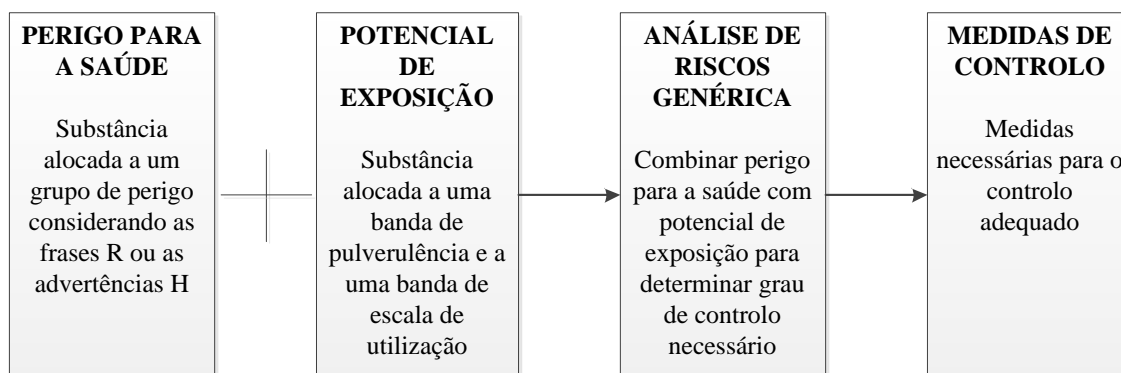 PERIGO PARA
A SAÚDE
Substância
alocada a um
grupo de perigo
considerando as
frases R ou as
advertências H
POTENCIAL
DE
EXPOSIÇÃO
Substância
alocada a uma
banda de
pulverulência e a
uma banda de
escala de
utilização
ANÁLISE DE
RISCOS
GENÉRICA
Combinar perigo
para a saúde com
potencial de
exposição para
determinar grau
de controlo
necessário
MEDIDAS DE
CONTROLO
Medidas
necessárias para o
controlo
adequado